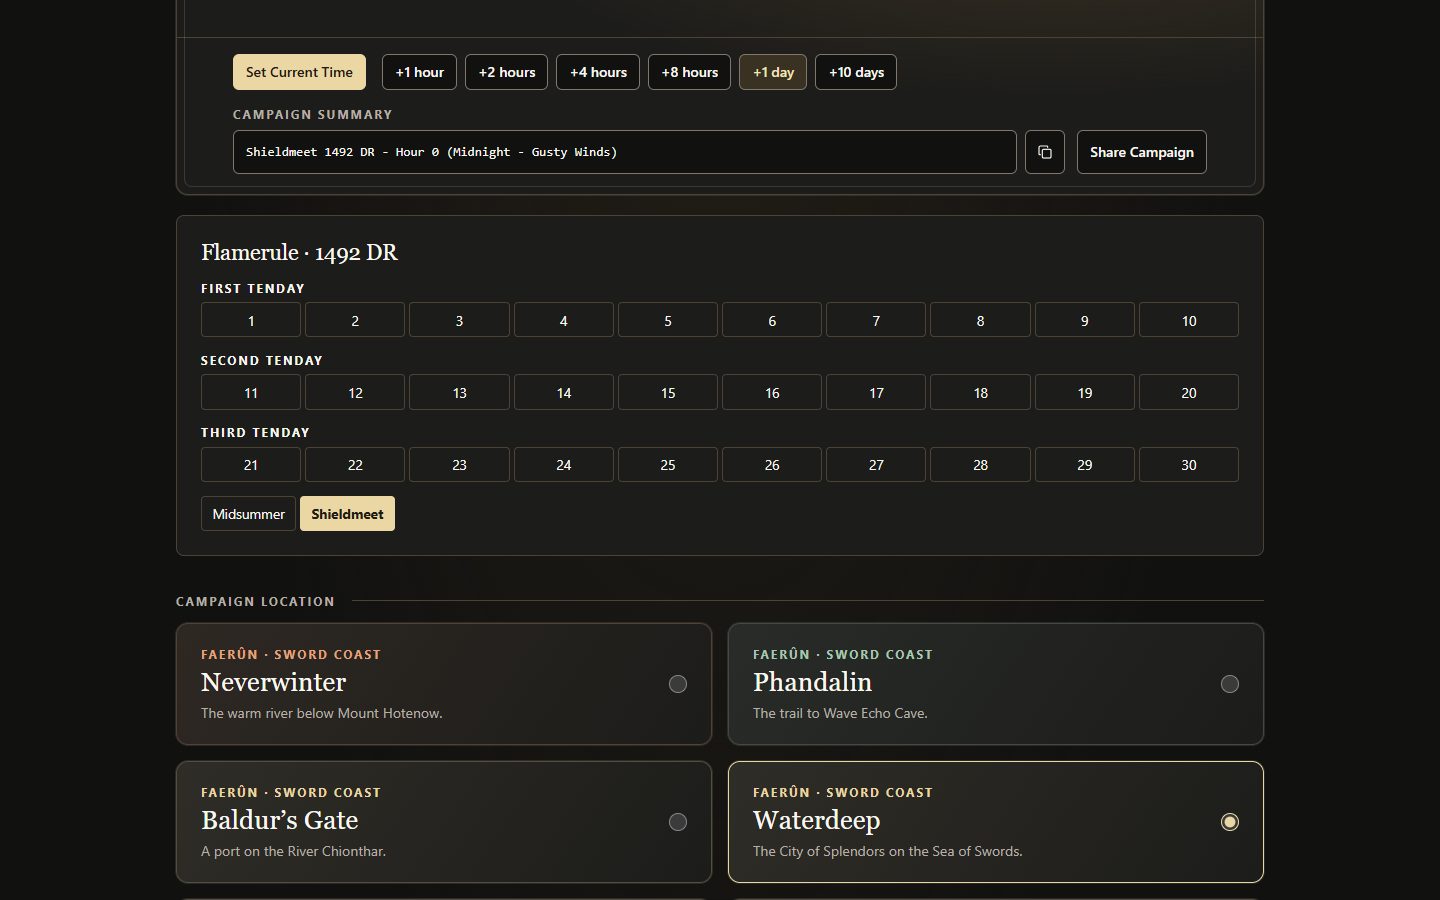 Set Current Time +1 hour +2 hours +4 hours +8 hours +1 day +10 days
CAMPAIGN SUMMARY
Shieldmeet 1492 DR - Hour 0 (Midnight - Gusty Winds) Share Campaign
Flamerule · 1492 DR
FIRST TENDAY
1 2 3 4 5 6 7 8 9 10
SECOND TENDAY
11 12 13 14 15 16 17 18 19 20
THIRD TENDAY
21 22 23 24 25 26 27 28 29 30
Midsummer Shieldmeet
CAMPAIGN LOCATION
FAERÛN · SWORD COAST
Neverwinter
The warm river below Mount Hotenow.
FAERÛN · SWORD COAST
Phandalin
The trail to Wave Echo Cave.
FAERÛN · SWORD COAST
Baldur’s Gate
A port on the River Chionthar.
FAERÛN · SWORD COAST
Waterdeep
The City of Splendors on the Sea of Swords.